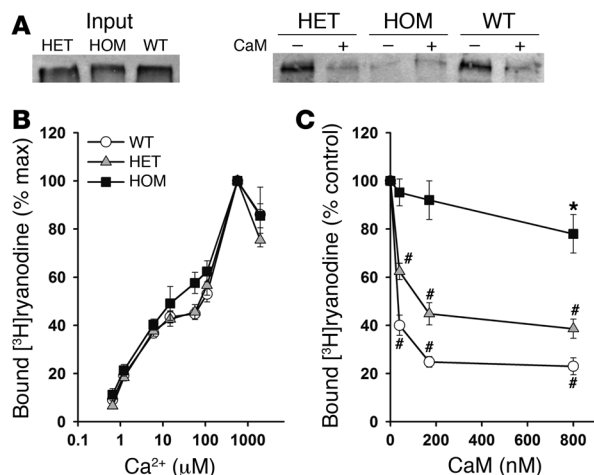 A
Input
HET HOM WT
HET HOM WT
CaM − + − + − +
B
Bound [³H]ryanodine (% max)
120
100
80
60
40
20
0
WT
HET
HOM
0.1 1 10 100 1000
Ca²⁺ (μM)
C
Bound [³H]ryanodine (% control)
120
100
80
60
40
20
0
*
#
#
#
#
#
#
0 200 400 600 800
CaM (nM)